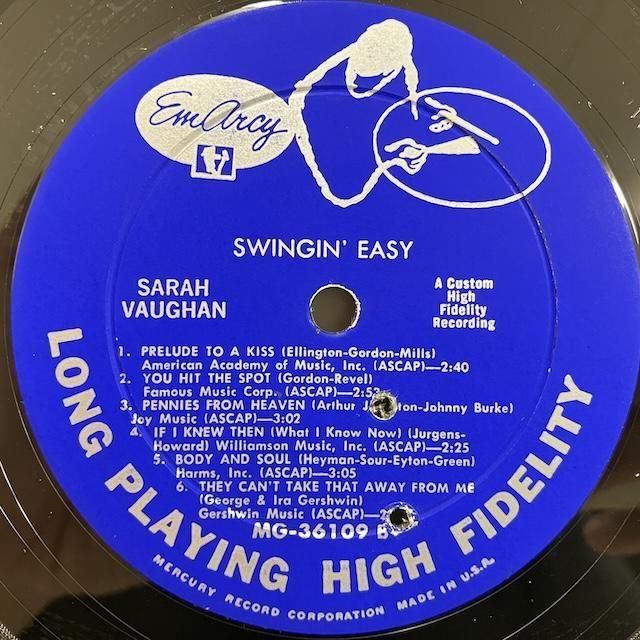 EmArcy
SWINGIN' EASY
SARAH
VAUGHAN
A Custom
High
Fidelity
Recording
1. PRELUDE TO A KISS (Ellington-Gordon-Mills)
American Academy of Music, Inc. (ASCAP)—2:40
2. YOU HIT THE SPOT (Gordon-Revel)
Famous Music Corp. (ASCAP)—2:52
3. PENNIES FROM HEAVEN (Arthur Burke)
Joy Music (ASCAP)—3:02
4. IF I KNEW THEN (What I Know Now) (Jurgens-
Howard) Williamson Music, Inc. (ASCAP)—2:25
5. BODY AND SOUL (Heyman-Sour-Eyton-Green)
Harms, Inc. (ASCAP)—3:05
6. THEY CAN'T TAKE THAT AWAY FROM ME
(George & Ira Gershwin)
Gershwin Music (ASCAP)—
MG-36109 B
LONG PLAYING HIGH FIDELITY
MERCURY RECORD CORPORATION MADE IN U.S.A.